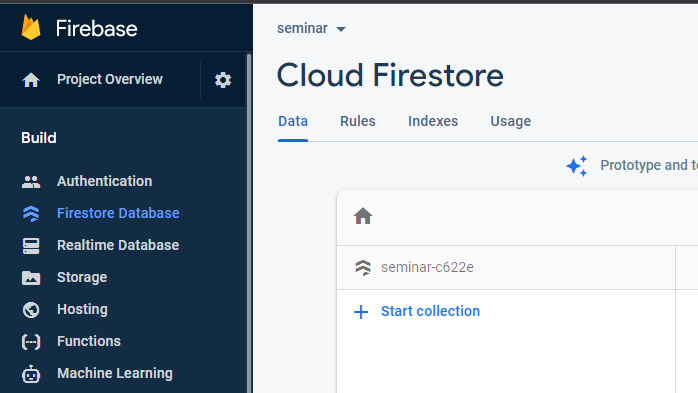 Firebase
seminar
Project Overview
Cloud Firestore
Data Rules Indexes Usage
Build
Prototype and
Authentication
Firestore Database
Realtime Database
Storage
Hosting
Functions
Machine Learning
seminar-c622e
Start collection